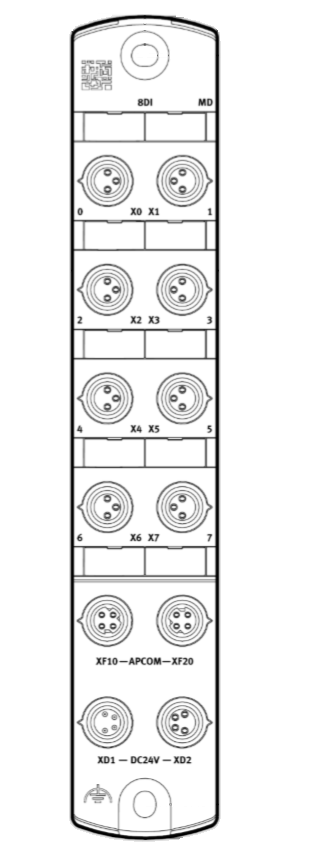 8DI MD
0 X0 X1 1
2 X2 X3 3
4 X4 X5 5
6 X6 X7 7
XF10—APCOM—XF20
XD1 — DC24V — XD2